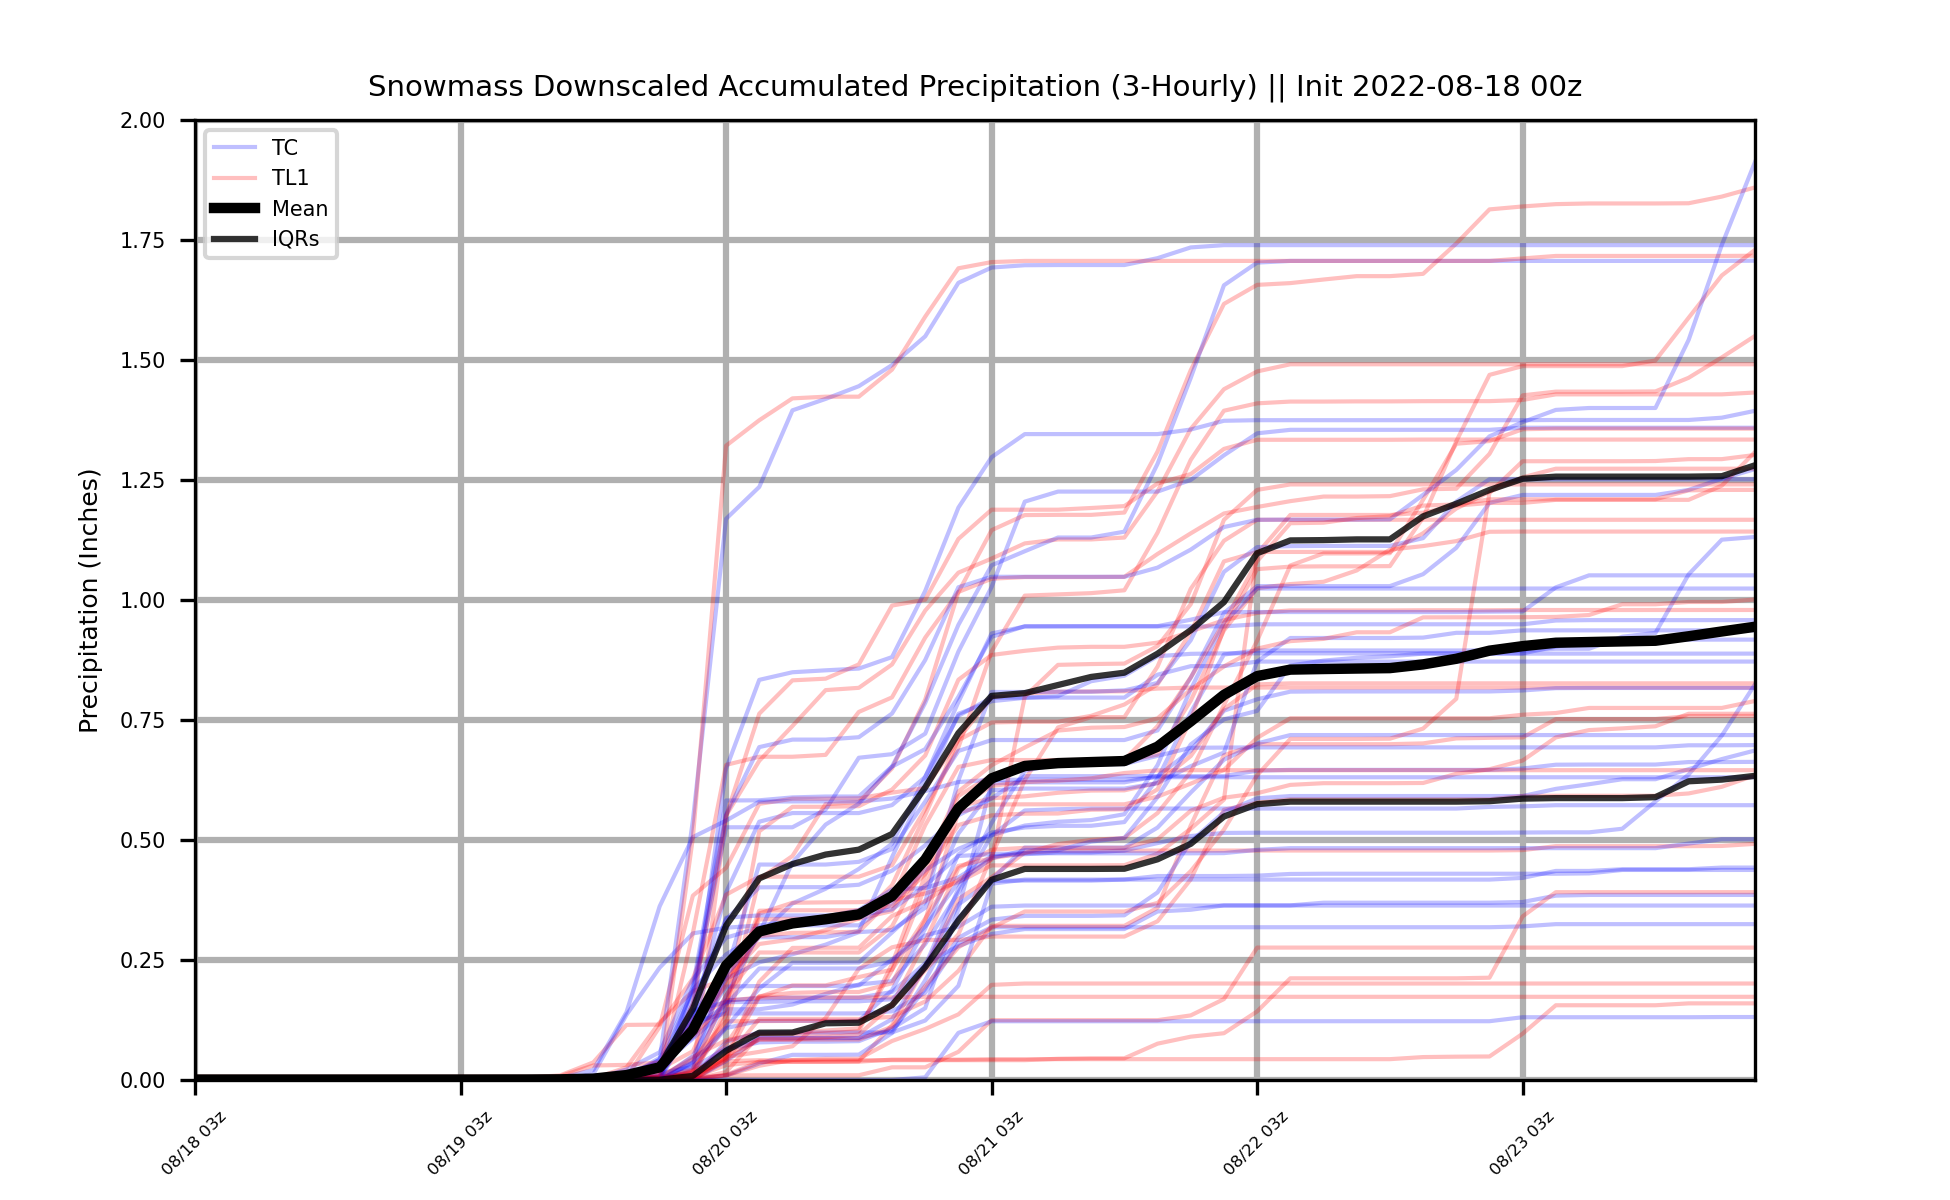 Snowmass Downscaled Accumulated Precipitation (3-Hourly) || Init 2022-08-18 00z
TC
TL1
Mean
IQRs
Precipitation (Inches)
2.00
1.75
1.50
1.25
1.00
0.75
0.50
0.25
0.00
08/18 03z
08/19 03z
08/20 03z
08/21 03z
08/22 03z
08/23 03z